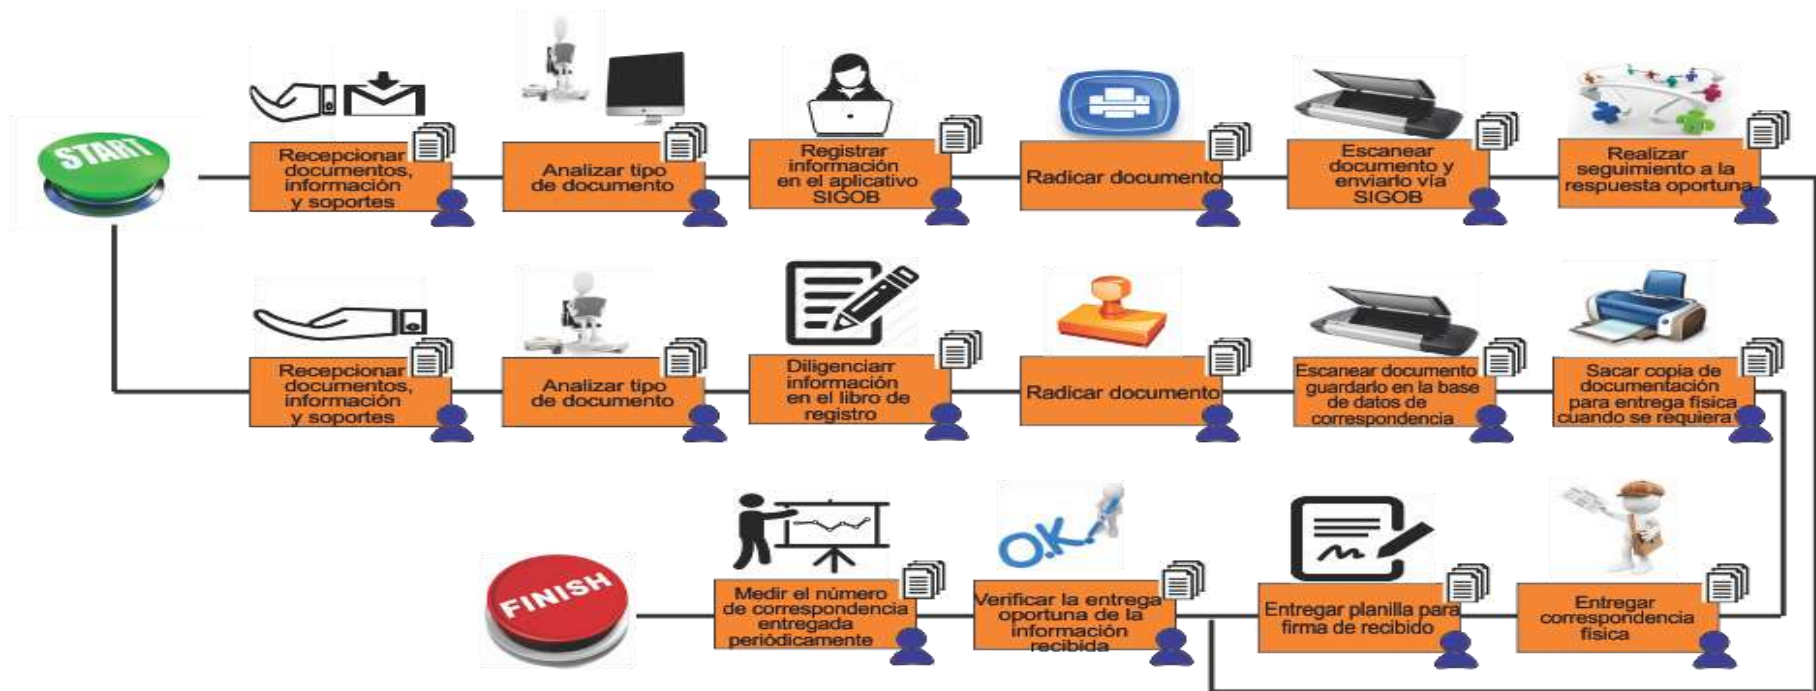 START
Recepcionar
documentos,
información
y soportes
Analizar tipo
de documento
Registrar
información
en el aplicativo
SIGOB
Radicar documento
Escanear
documento y
enviarlo vía
SIGOB
Realizar
seguimiento a la
respuesta oportuna
Recepcionar
documentos,
información
y soportes
Analizar tipo
de documento
Diligenciarr
información
en el libro de
registro
Radicar documento
Escanear documento
guardarlo en la base
de datos de
correspondencia
Sacar copia de
documentación
para entrega física
cuando se requiera
FINISH
Medir el número
de correspondencia
entregada
periódicamente
O.K.
Verificar la entrega
oportuna de la
información
recibida
Entregar planilla para
firma de recibido
Entregar
correspondencia
física